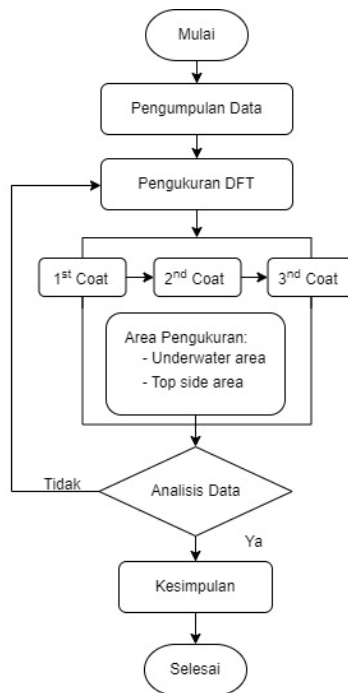 Mulai
Pengumpulan Data
Pengukuran DFT
1st Coat
2nd Coat
3nd Coat
Area Pengukuran:
- Underwater area
- Top side area
Tidak
Analisis Data
Ya
Kesimpulan
Selesai